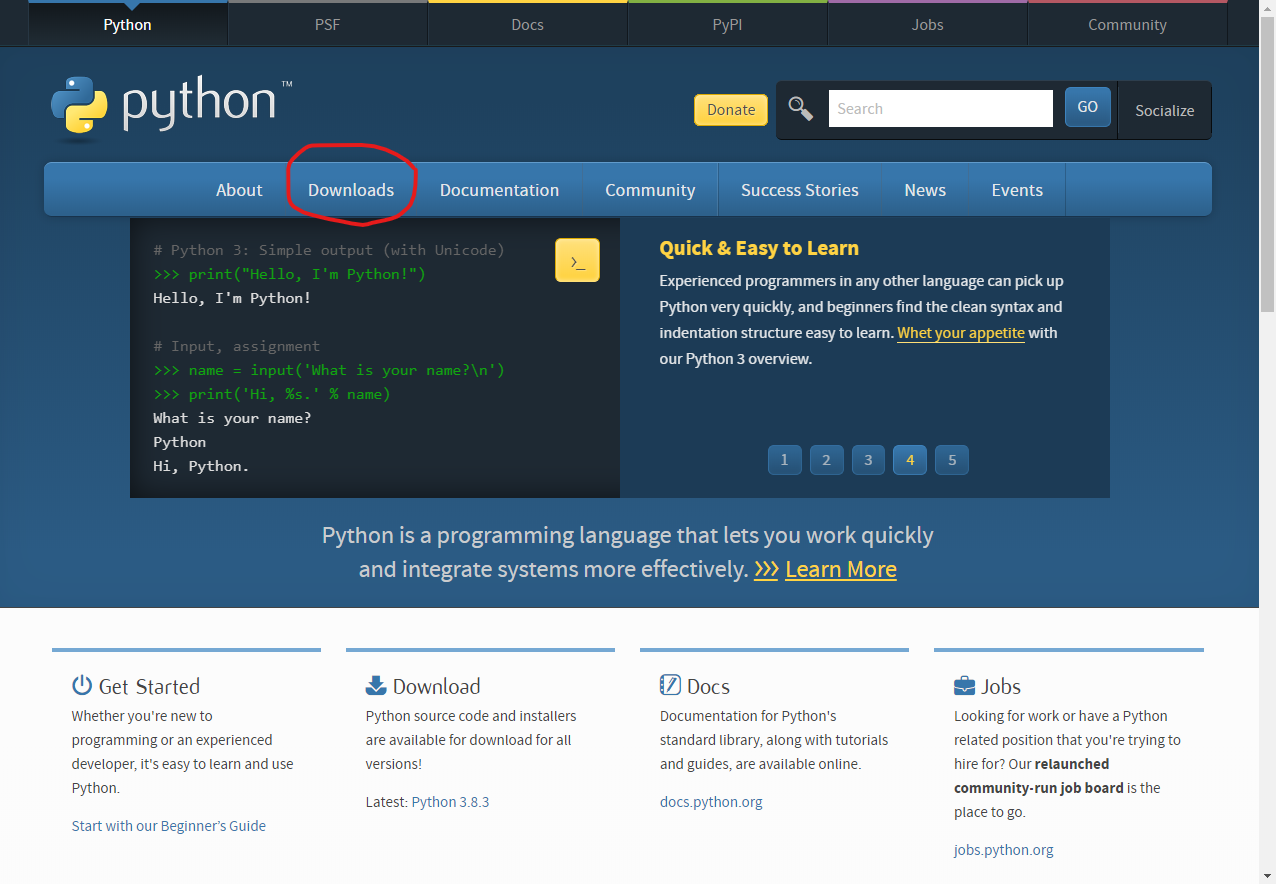 Python PSF Docs PyPI Jobs Community
python™
Donate Search GO Socialize
About Downloads Documentation Community Success Stories News Events
# Python 3: Simple output (with Unicode)
>>> print("Hello, I'm Python!")
Hello, I'm Python!
# Input, assignment
>>> name = input('What is your name?\n')
>>> print('Hi, %s.' % name)
What is your name?
Python
Hi, Python.
>_
Quick & Easy to Learn
Experienced programmers in any other language can pick up
Python very quickly, and beginners find the clean syntax and
indentation structure easy to learn. Whet your appetite with
our Python 3 overview.
1 2 3 4 5
Python is a programming language that lets you work quickly
and integrate systems more effectively. >>> Learn More
Get Started
Whether you're new to
programming or an experienced
developer, it's easy to learn and use
Python.
Start with our Beginner's Guide
Download
Python source code and installers
are available for download for all
versions!
Latest: Python 3.8.3
Docs
Documentation for Python's
standard library, along with tutorials
and guides, are available online.
docs.python.org
Jobs
Looking for work or have a Python
related position that you're trying to
hire for? Our relaunched
community-run job board is the
place to go.
jobs.python.org